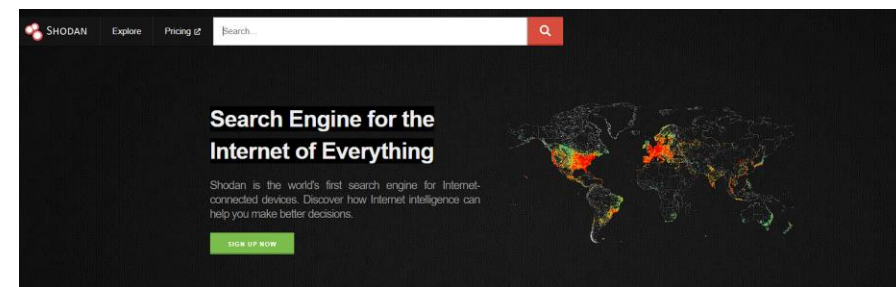 SHODAN Explore Pricing Search...
Search Engine for the
Internet of Everything
Shodan is the world's first search engine for Internet-
connected devices. Discover how Internet intelligence can
help you make better decisions.
SIGN UP NOW